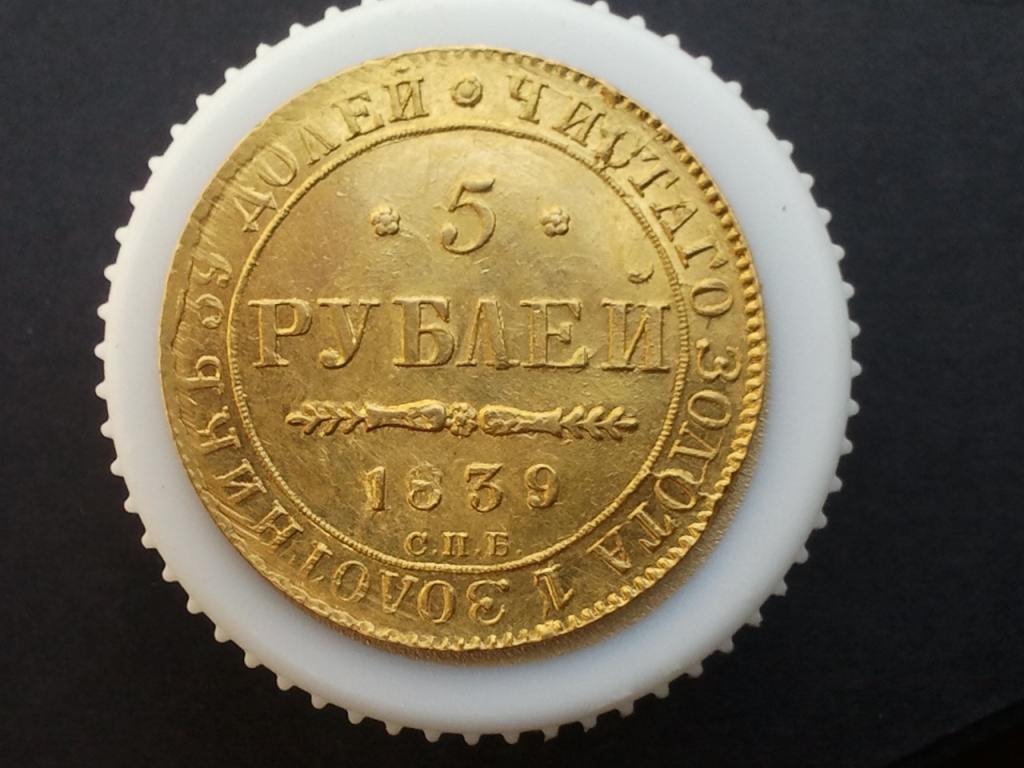 ЧИСТАГО ЗОЛОТА 1 ЗОЛОТНИКЪ 39 ДОЛЕЙ
5
РУБЛЕЙ
1839
С.П.Б.